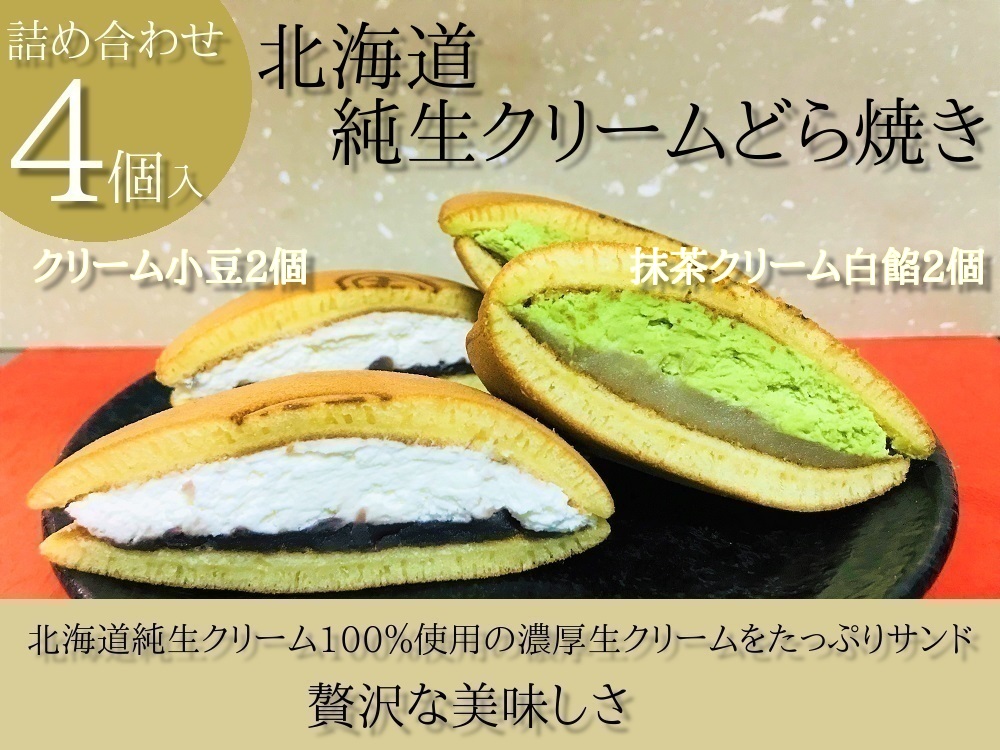 詰め合わせ
4個入
北海道
純生クリームどら焼き
クリーム小豆2個
抹茶クリーム白餡2個
北海道純生クリーム100%使用の濃厚生クリームをたっぷりサンド
贅沢な美味しさ